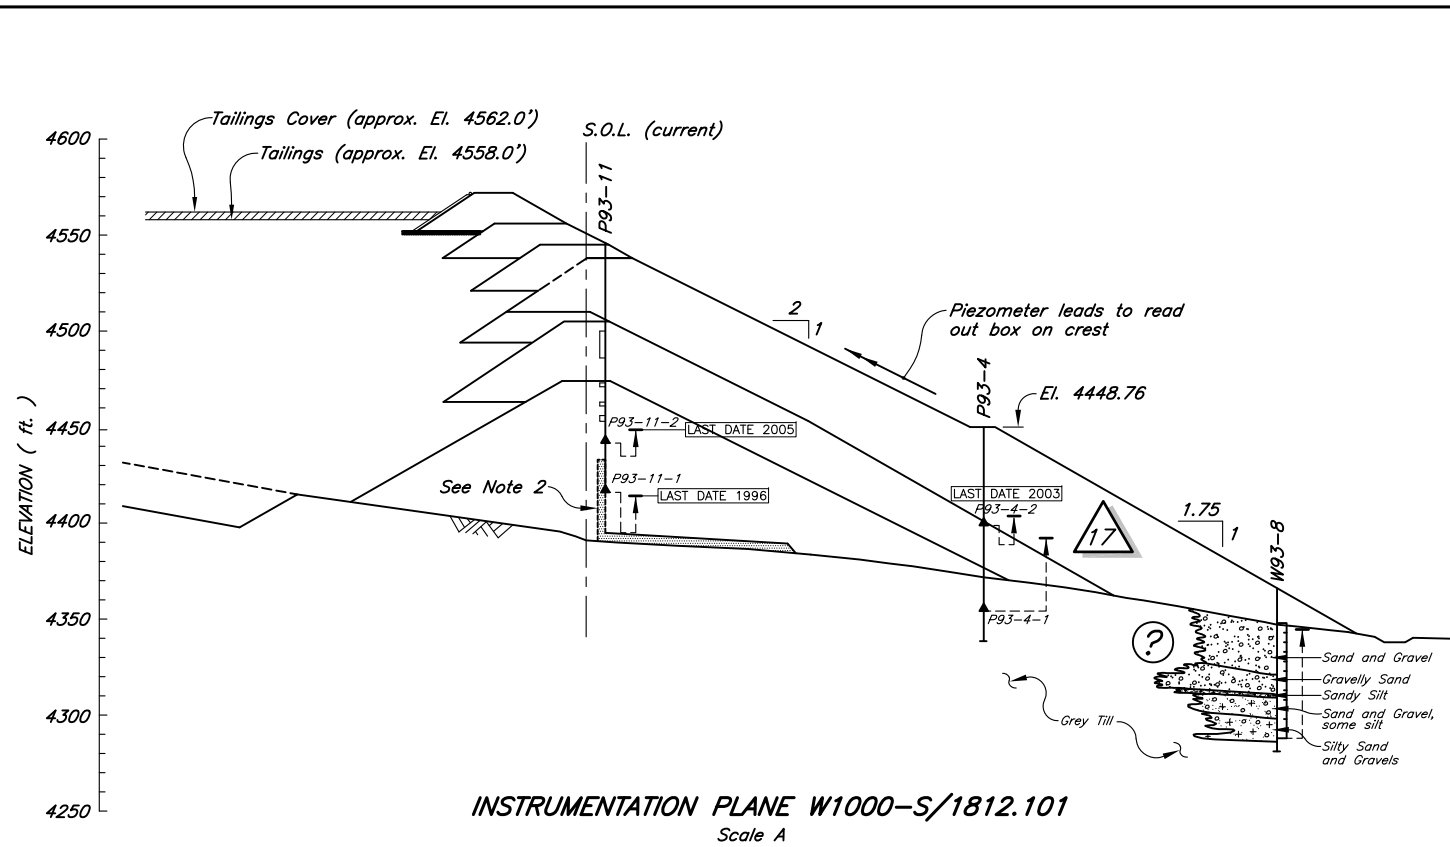 Tailings Cover (approx. El. 4562.0')
Tailings (approx. El. 4558.0')
S.O.L. (current)
P93-11
4600
4550
4500
4450
4400
4350
4300
4250
ELEVATION ( ft. )
2
1
Piezometer leads to read
out box on crest
P93-4
El. 4448.76
P93-11-2
LAST DATE 2005
P93-11-1
LAST DATE 1996
See Note 2
LAST DATE 2003
P93-4-2
17
1.75
1
W93-8
P93-4-1
?
Sand and Gravel
Gravelly Sand
Sandy Silt
Sand and Gravel,
some silt
Silty Sand
and Gravels
Grey Till
INSTRUMENTATION PLANE W1000-S/1812.101
Scale A